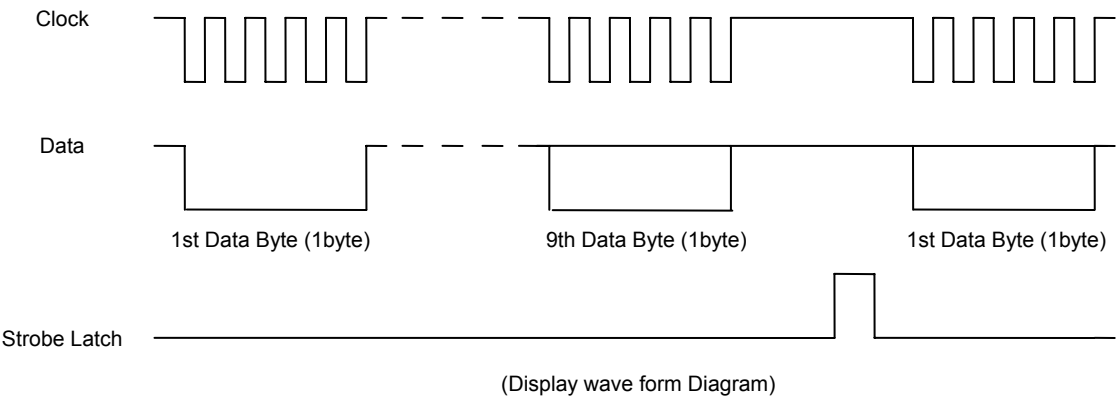 Clock
Data
1st Data Byte (1byte)
9th Data Byte (1byte)
1st Data Byte (1byte)
Strobe Latch
(Display wave form Diagram)